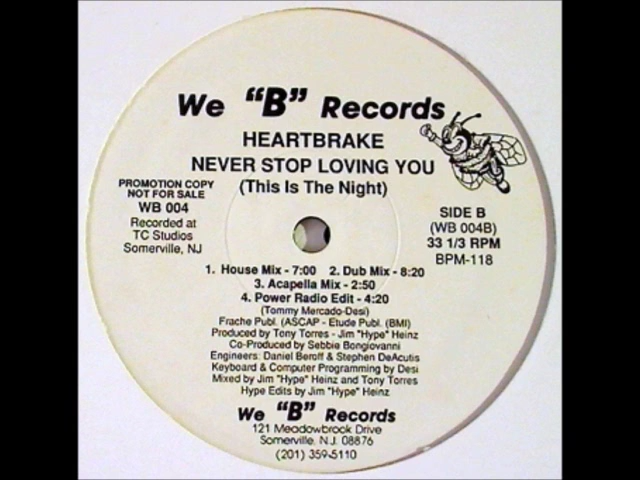 We "B" Records
HEARTBRAKE
NEVER STOP LOVING YOU
(This Is The Night)
PROMOTION COPY
NOT FOR SALE
WB 004
Recorded at
TC Studios
Somerville, NJ
SIDE B
(WB 004B)
33 1/3 RPM
BPM-118
1. House Mix - 7:00 2. Dub Mix - 8:20
3. Acapella Mix - 2:50
4. Power Radio Edit - 4:20
(Tommy Mercado-Desi)
Frache Publ. (ASCAP - Etude Publ. (BMI)
Produced by Tony Torres - Jim "Hype" Heinz
Co-Produced by Sebbie Bongiovanni
Engineers: Daniel Beroff & Stephen DeAcutis
Keyboard & Computer Programming by Desi
Mixed by Jim "Hype" Heinz and Tony Torres
Hype Edits by Jim "Hype" Heinz
We "B" Records
121 Meadowbrook Drive
Somerville, N.J. 08876
(201) 359-5110